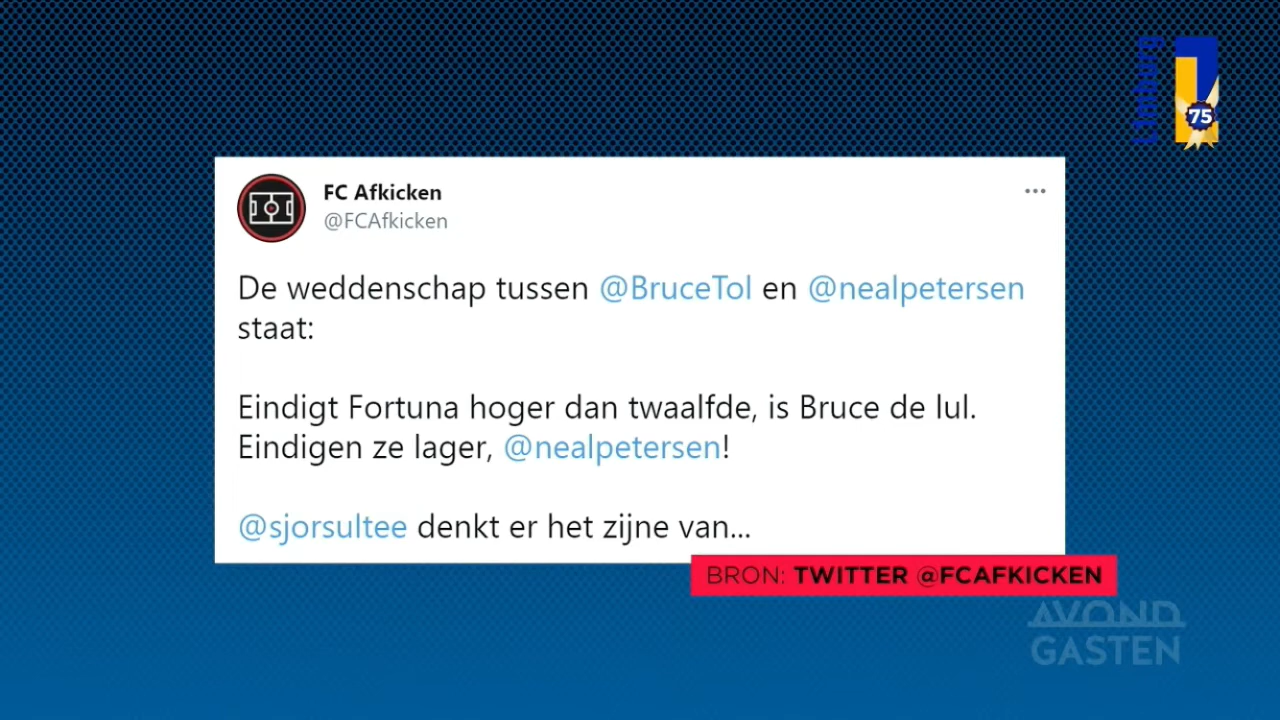 Limburg
75
FC Afkicken
@FCAfkicken
De weddenschap tussen @BruceTol en @nealpetersen
staat:
Eindigt Fortuna hoger dan twaalfde, is Bruce de lul.
Eindigen ze lager, @nealpetersen!
@sjorsultee denkt er het zijne van...
BRON: TWITTER @FCAFKICKEN
AVOND
GASTEN